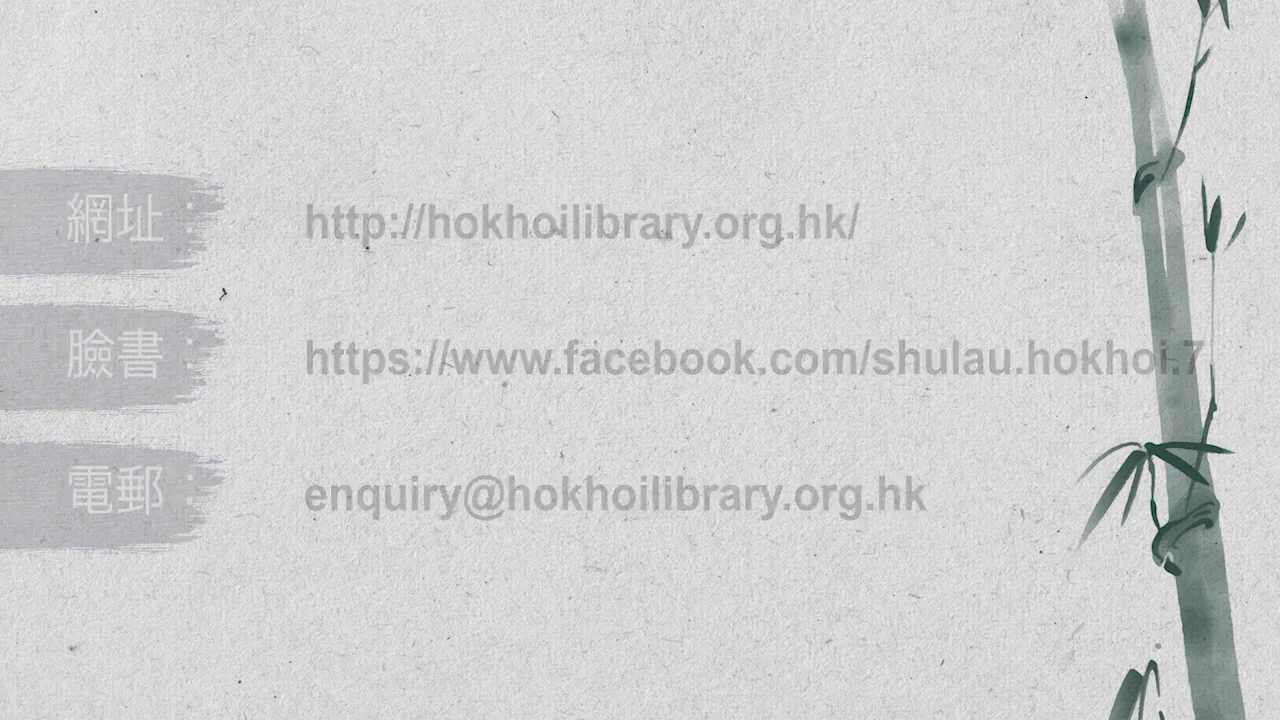 網址： http://hokhoilibrary.org.hk/
臉書： https://www.facebook.com/shulau.hokhoi.7
電郵： enquiry@hokhoilibrary.org.hk